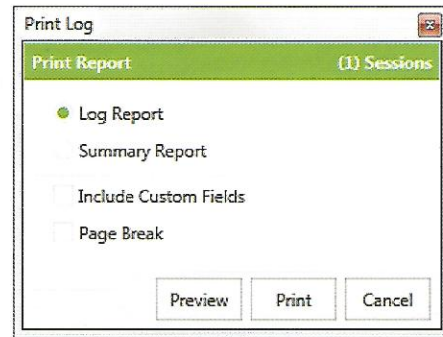 Print Log
Print Report (1) Sessions
Log Report
Summary Report
Include Custom Fields
Page Break
Preview Print Cancel